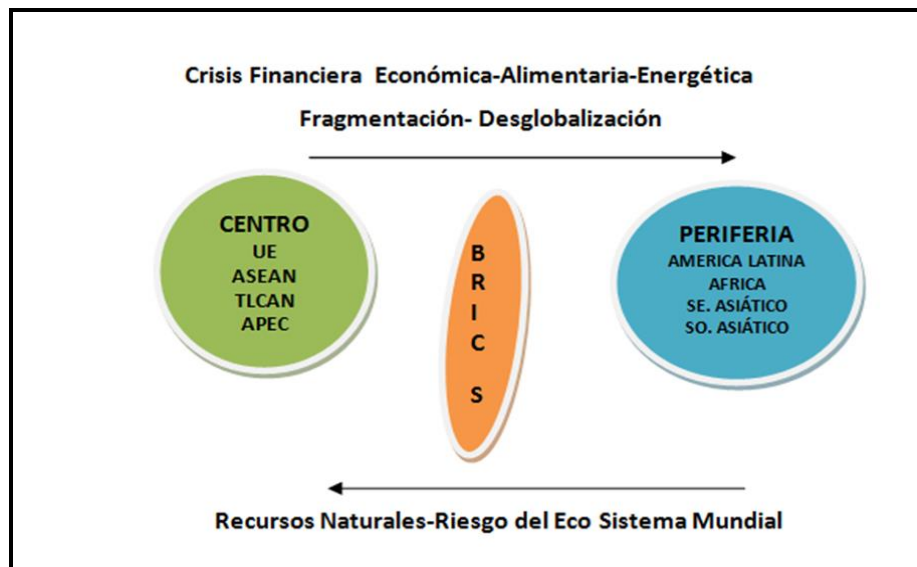 Crisis Financiera Económica-Alimentaria-Energética
Fragmentación- Desglobalización
CENTRO
UE
ASEAN
TLCAN
APEC
B
R
I
C
S
PERIFERIA
AMERICA LATINA
AFRICA
SE. ASIÁTICO
SO. ASIÁTICO
Recursos Naturales-Riesgo del Eco Sistema Mundial